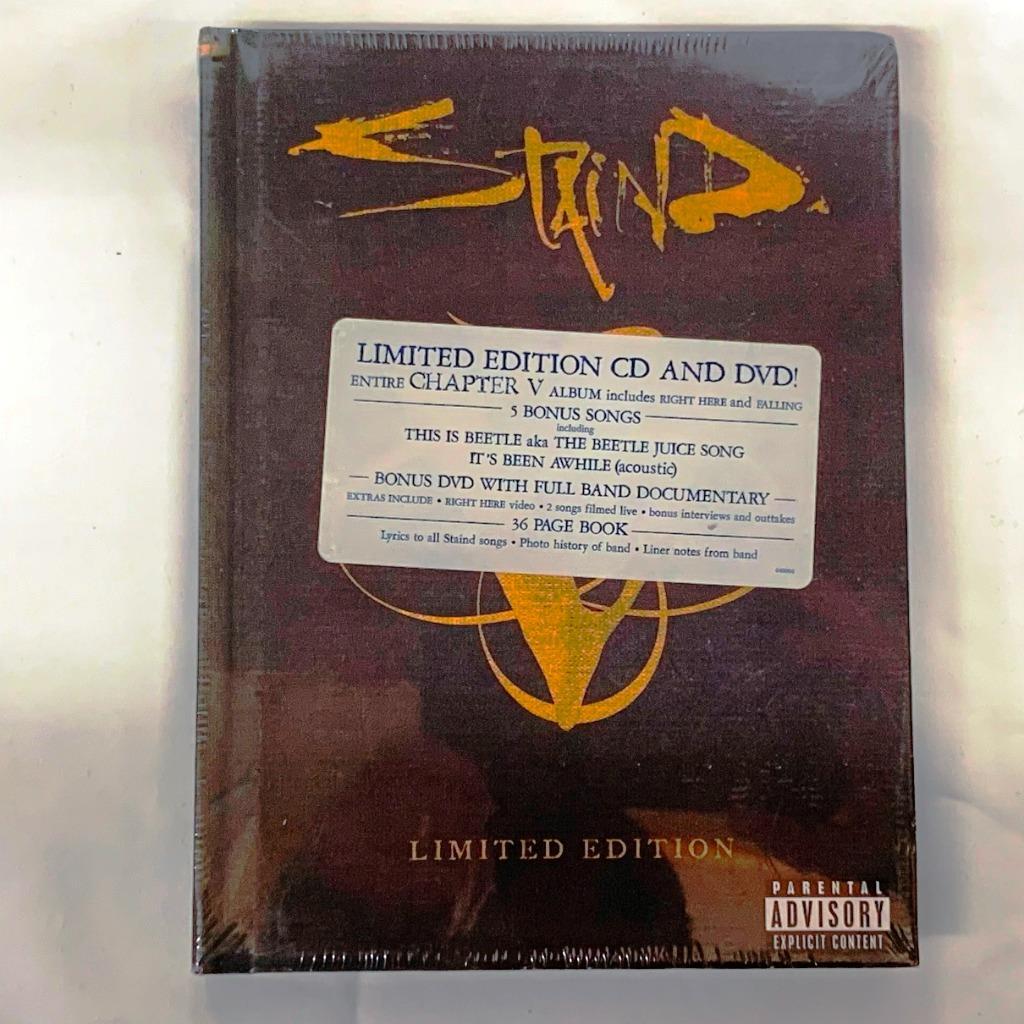 STAIND
LIMITED EDITION CD AND DVD!
ENTIRE CHAPTER V ALBUM includes RIGHT HERE and FALLING
5 BONUS SONGS
including
THIS IS BEETLE aka THE BEETLE JUICE SONG
IT'S BEEN AWHILE (acoustic)
BONUS DVD WITH FULL BAND DOCUMENTARY
EXTRAS INCLUDE • RIGHT HERE video • 2 songs filmed live • bonus interviews and outtakes
36 PAGE BOOK
Lyrics to all Staind songs • Photo history of band • Liner notes from band
LIMITED EDITION
PARENTAL
ADVISORY
EXPLICIT CONTENT